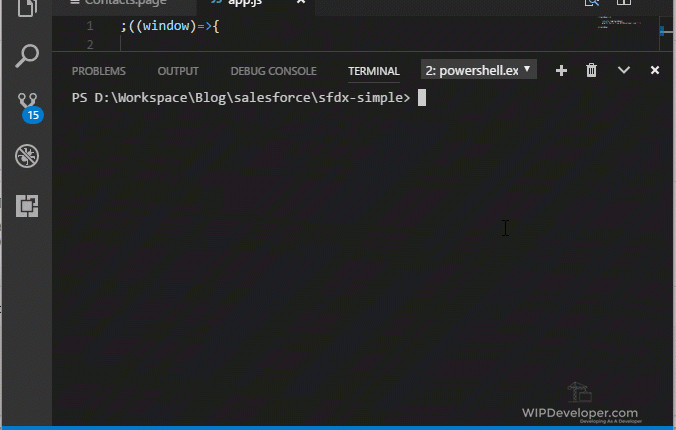 Contacts.page app.js
1 ;((window)=>{
2
PROBLEMS OUTPUT DEBUG CONSOLE TERMINAL 2: powershell.ex
PS D:\Workspace\Blog\salesforce\sfdx-simple>
15
WIPDeveloper.com
Developing As A Developer